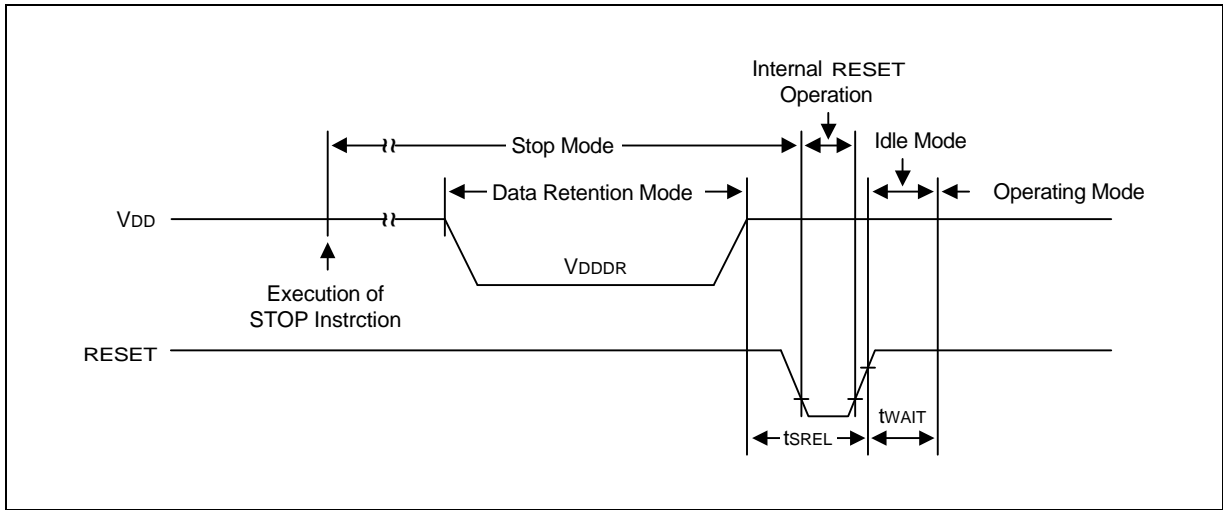 Internal RESET
Operation
Idle Mode
Stop Mode
Data Retention Mode
Operating Mode
VDD
VDDDR
Execution of
STOP Instrction
RESET
tWAIT
tSREL